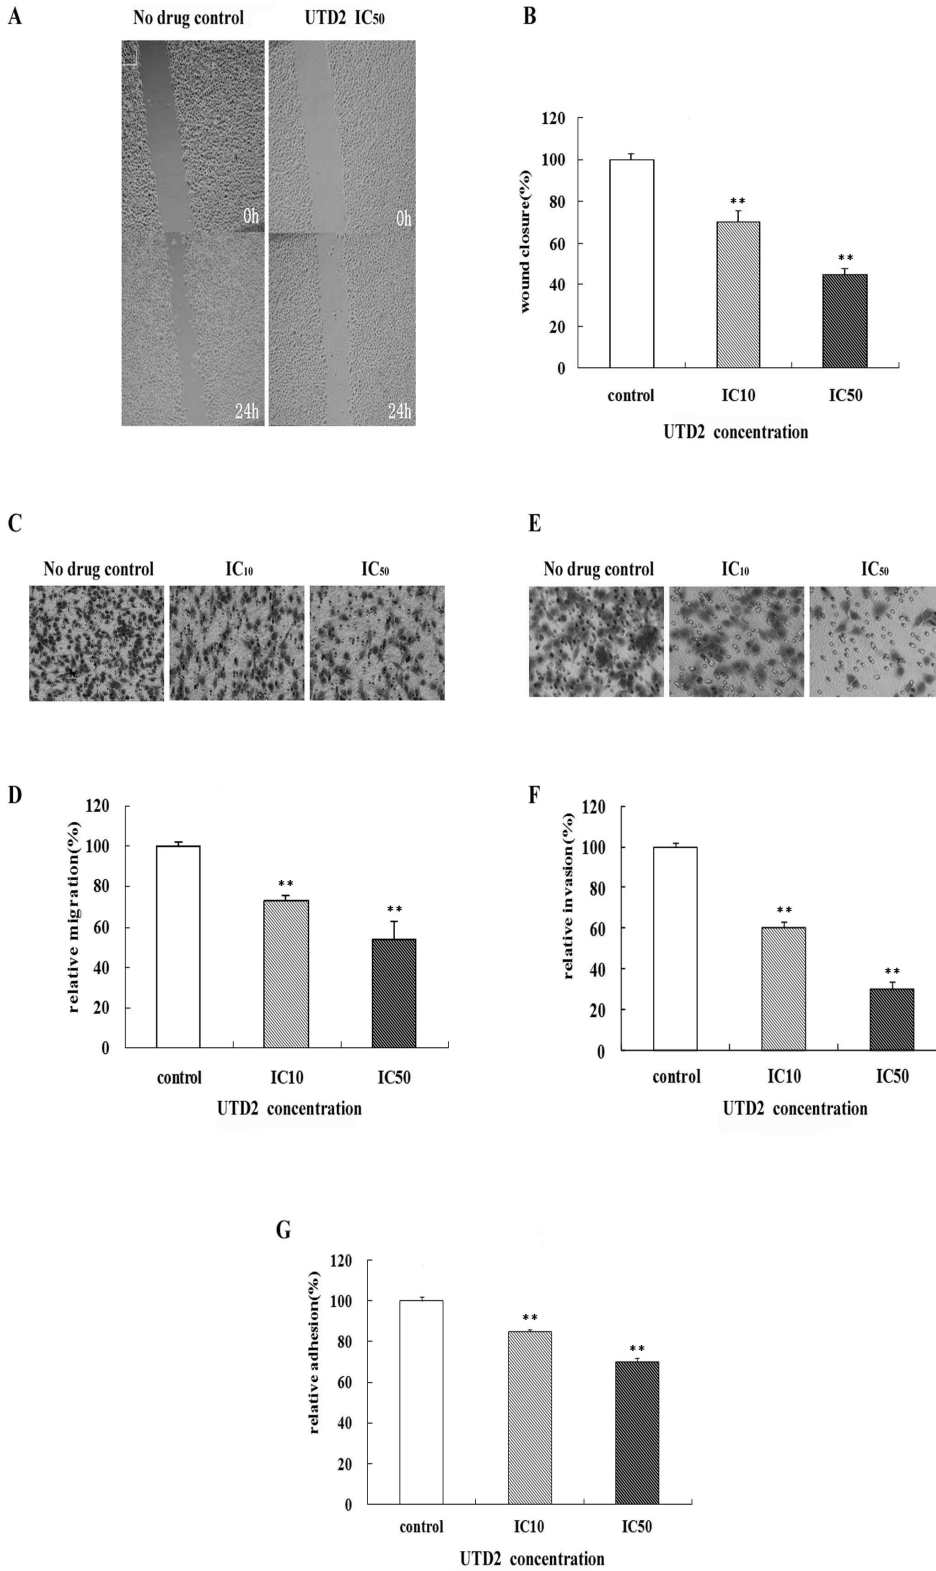 A
No drug control
UTD2 IC50
0h
0h
24h
24h
B
120
100
80
60
40
20
0
wound closure(%)
**
**
control
IC10
IC50
UTD2 concentration
C
No drug control
IC10
IC50
E
No drug control
IC10
IC50
D
120
100
80
60
40
20
0
relative migration(%)
**
**
control
IC10
IC50
UTD2 concentration
F
120
100
80
60
40
20
0
relative invasion(%)
**
**
control
IC10
IC50
UTD2 concentration
G
120
100
80
60
40
20
0
relative adhesion(%)
**
**
control
IC10
IC50
UTD2 concentration